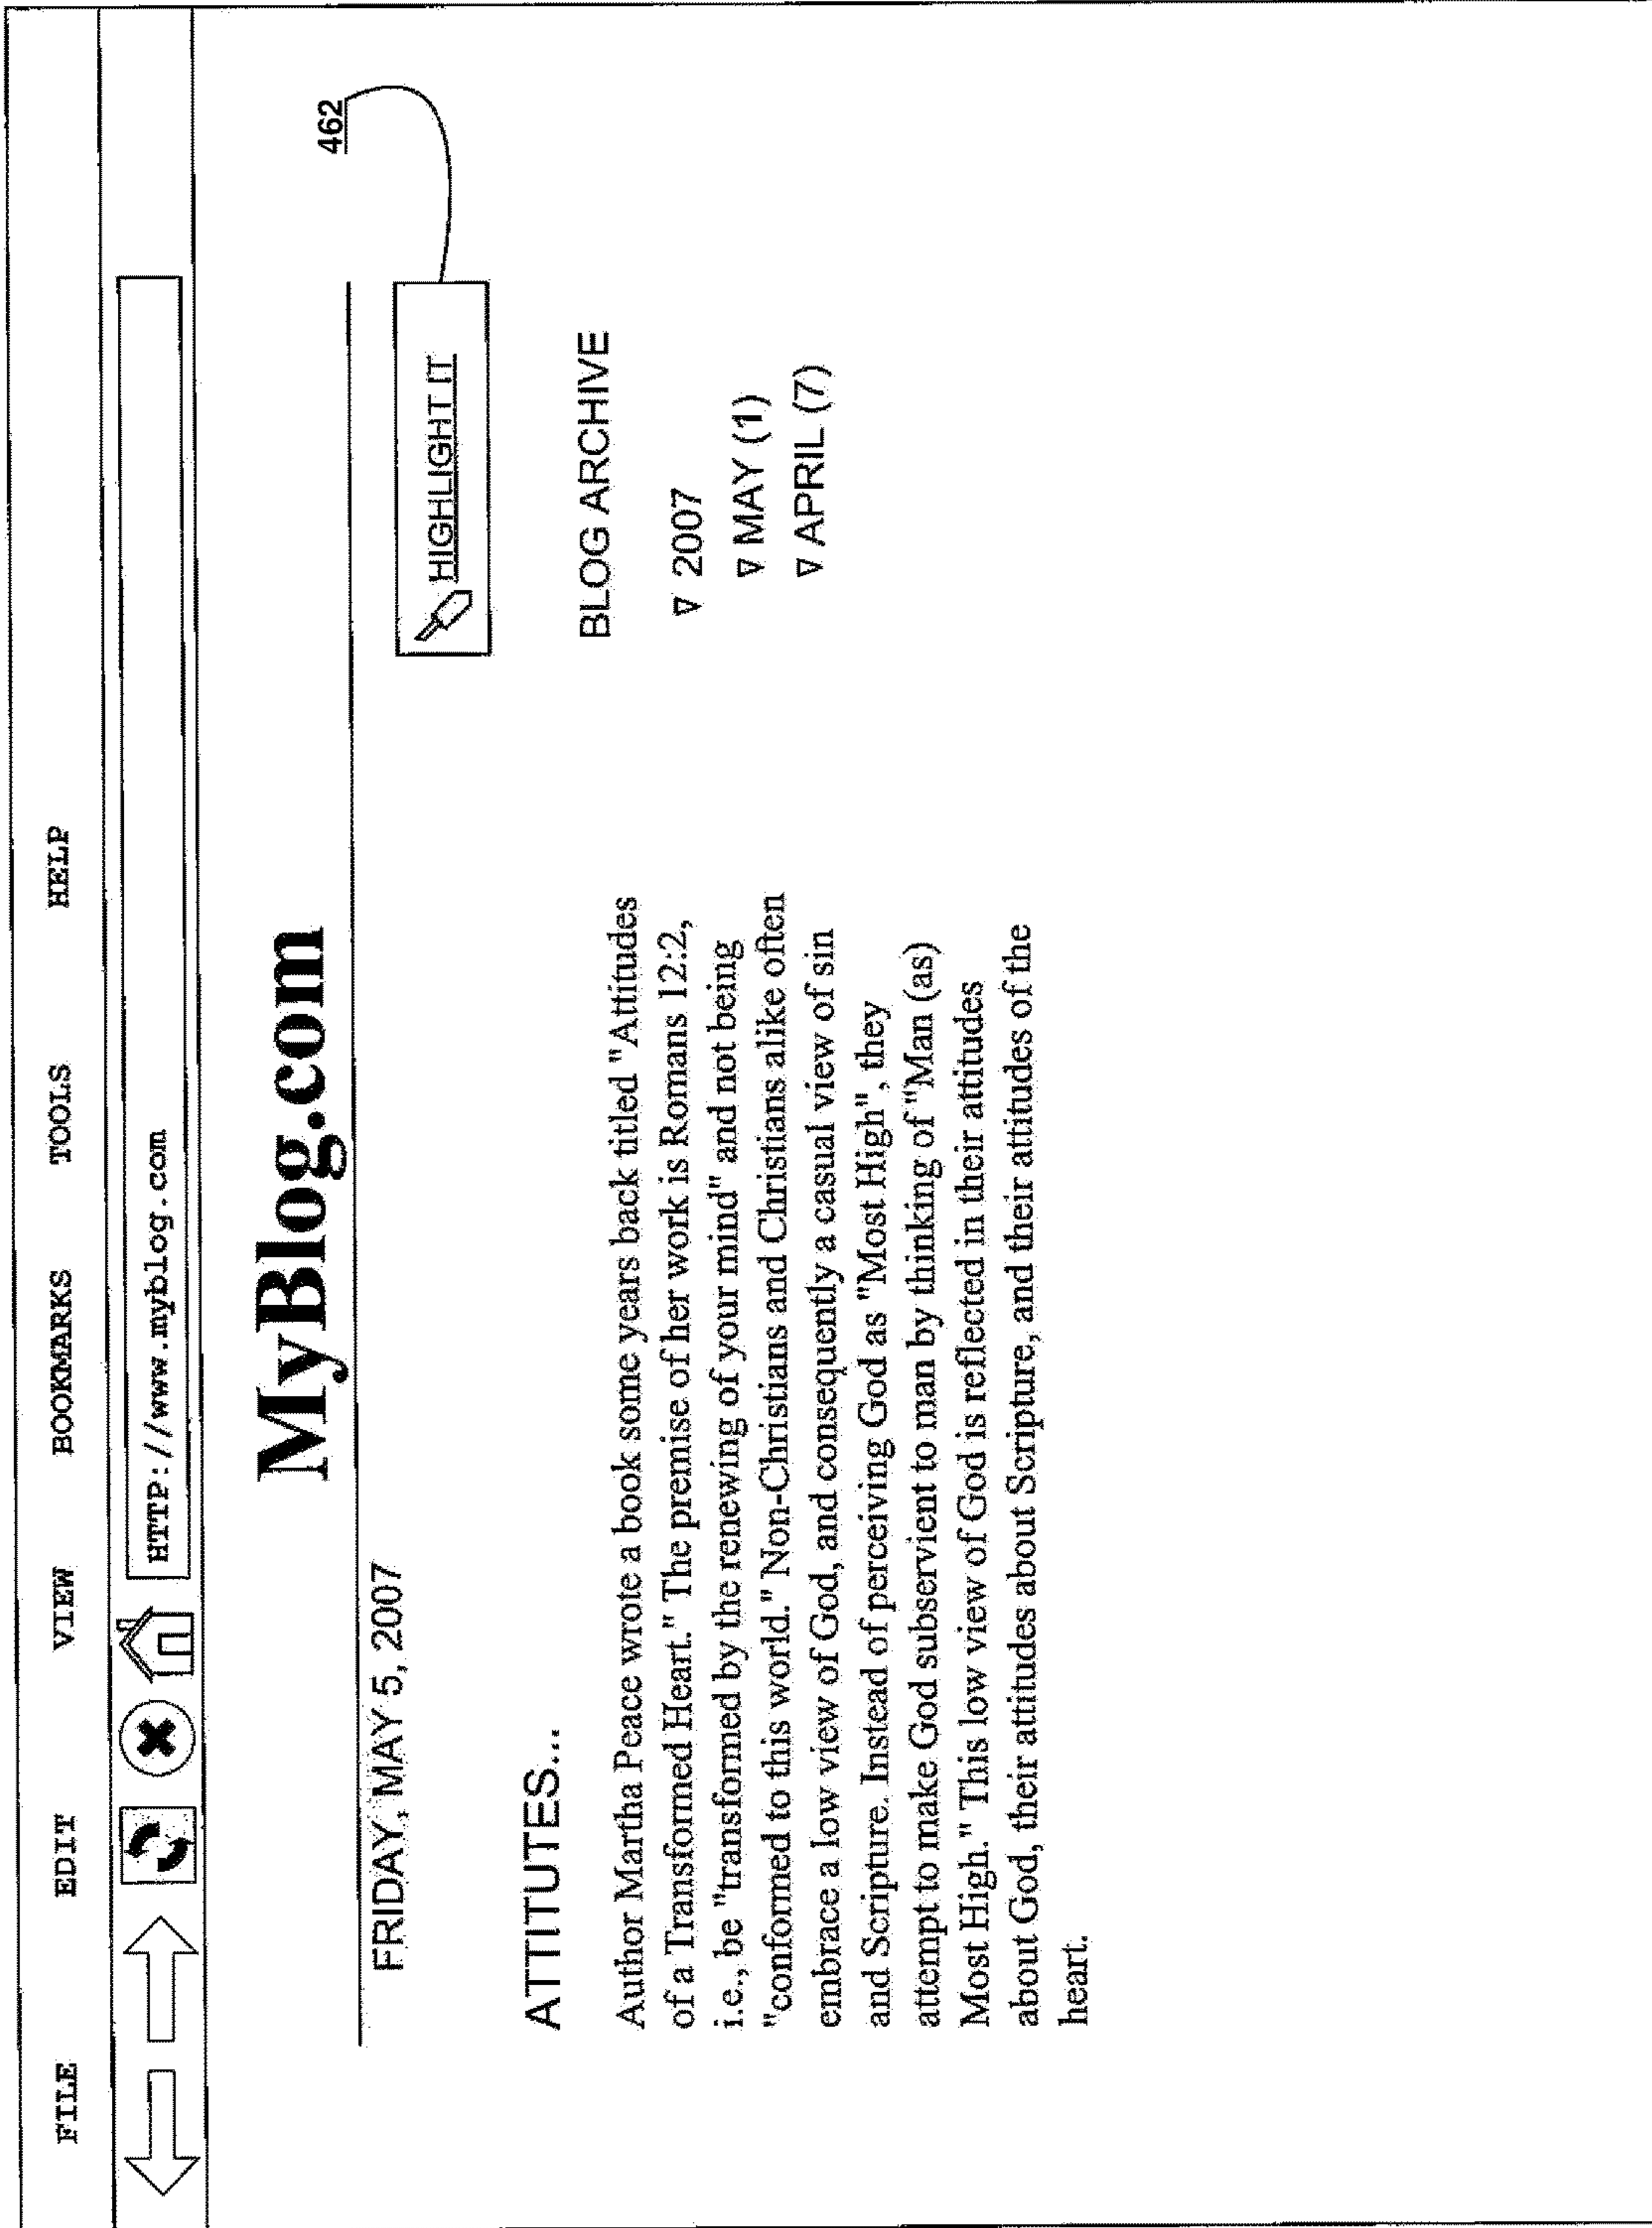 FILE EDIT VIEW BOOKMARKS TOOLS HELP
HTTP://www.myblog.com
MyBlog.com
462
FRIDAY, MAY 5, 2007
HIGHLIGHT IT
ATTITUTES...
Author Martha Peace wrote a book some years back titled "Attitudes
of a Transformed Heart." The premise of her work is Romans 12:2,
i.e., be "transformed by the renewing of your mind" and not being
"conformed to this world." Non-Christians and Christians alike often
embrace a low view of God, and consequently a casual view of sin
and Scripture. Instead of perceiving God as "Most High", they
attempt to make God subservient to man by thinking of "Man (as)
Most High." This low view of God is reflected in their attitudes
about God, their attitudes about Scripture, and their attitudes of the
heart.
BLOG ARCHIVE
∇ 2007
∇ MAY (1)
∇ APRIL (7)